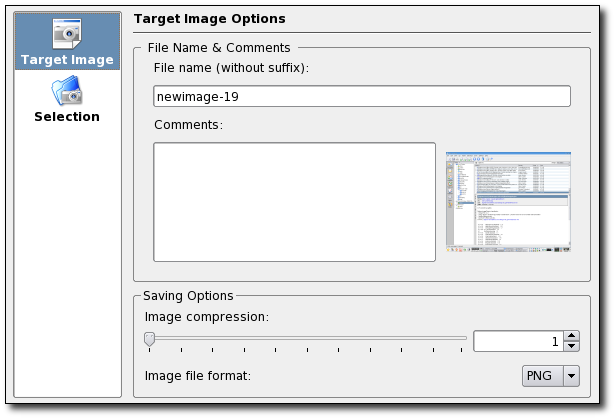 Target Image
Selection
Target Image Options
File Name & Comments
File name (without suffix):
newimage-19
Comments:
Saving Options
Image compression:
1
Image file format:
PNG